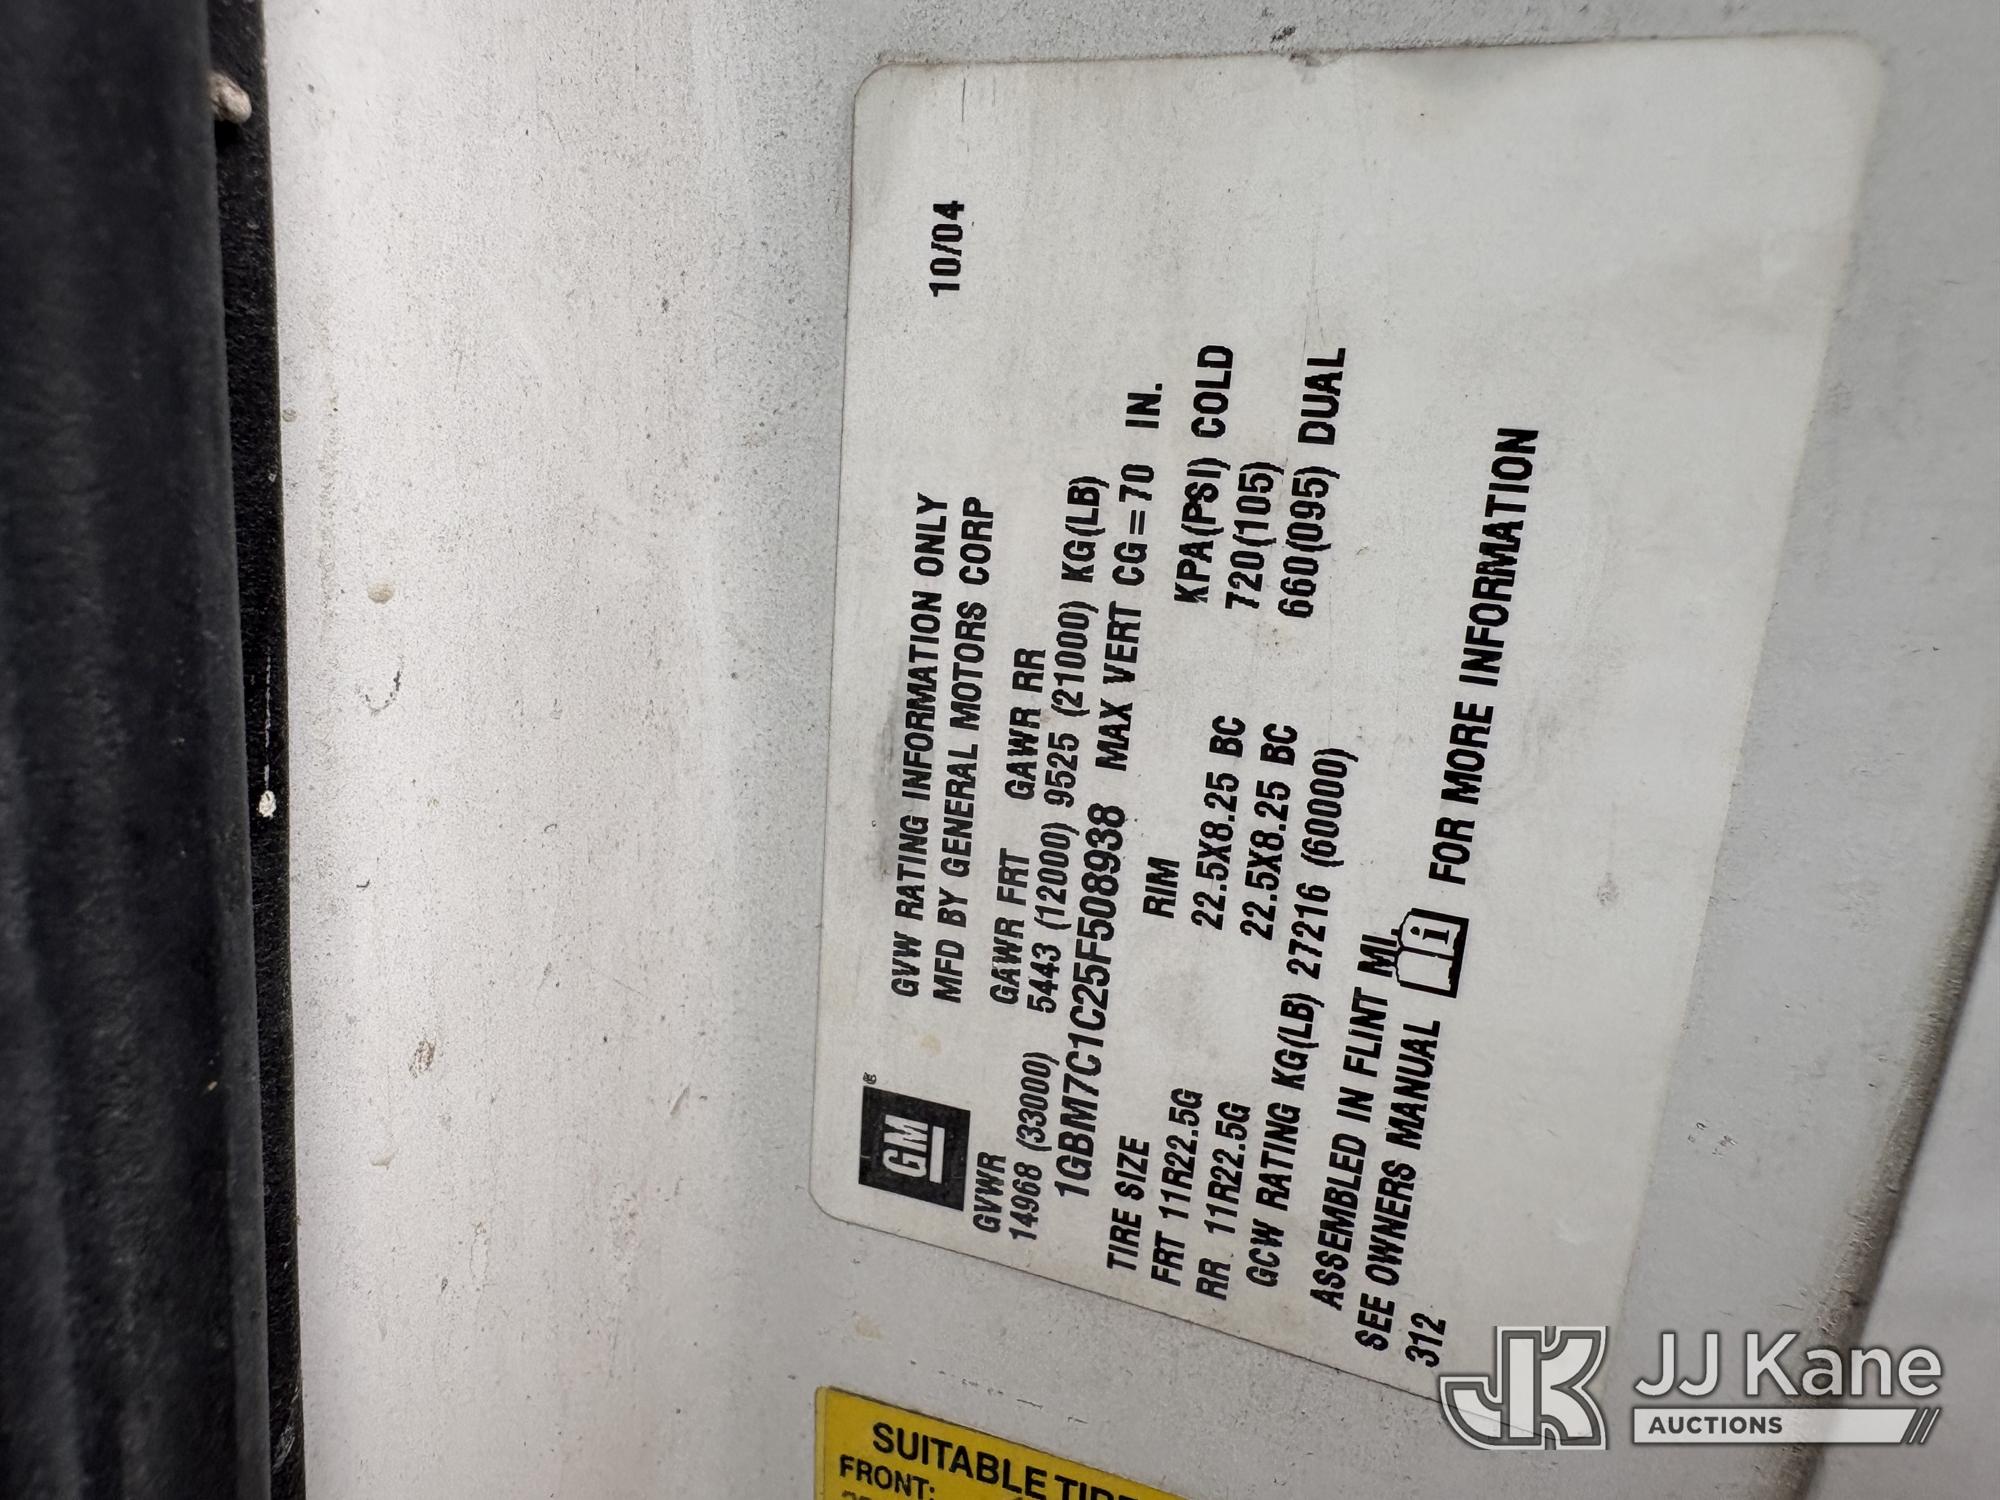 GM®
GVW RATING INFORMATION ONLY 10/04
MFD BY GENERAL MOTORS CORP
GVWR GAWR FRT GAWR RR
14968 (33000) 5443 (12000) 9525 (21000) KG(LB)
1GBM7C1C25F508938 MAX VERT CG=70 IN.
TIRE SIZE RIM KPA(PSI) COLD
FRT 11R22.5G 22.5X8.25 BC 720(105)
RR 11R22.5G 22.5X8.25 BC 660(095) DUAL
GCW RATING KG(LB) 27216 (60000)
ASSEMBLED IN FLINT MI.
SEE OWNERS MANUAL i FOR MORE INFORMATION
312
SUITABLE
FRONT:
JK JJ Kane
AUCTIONS